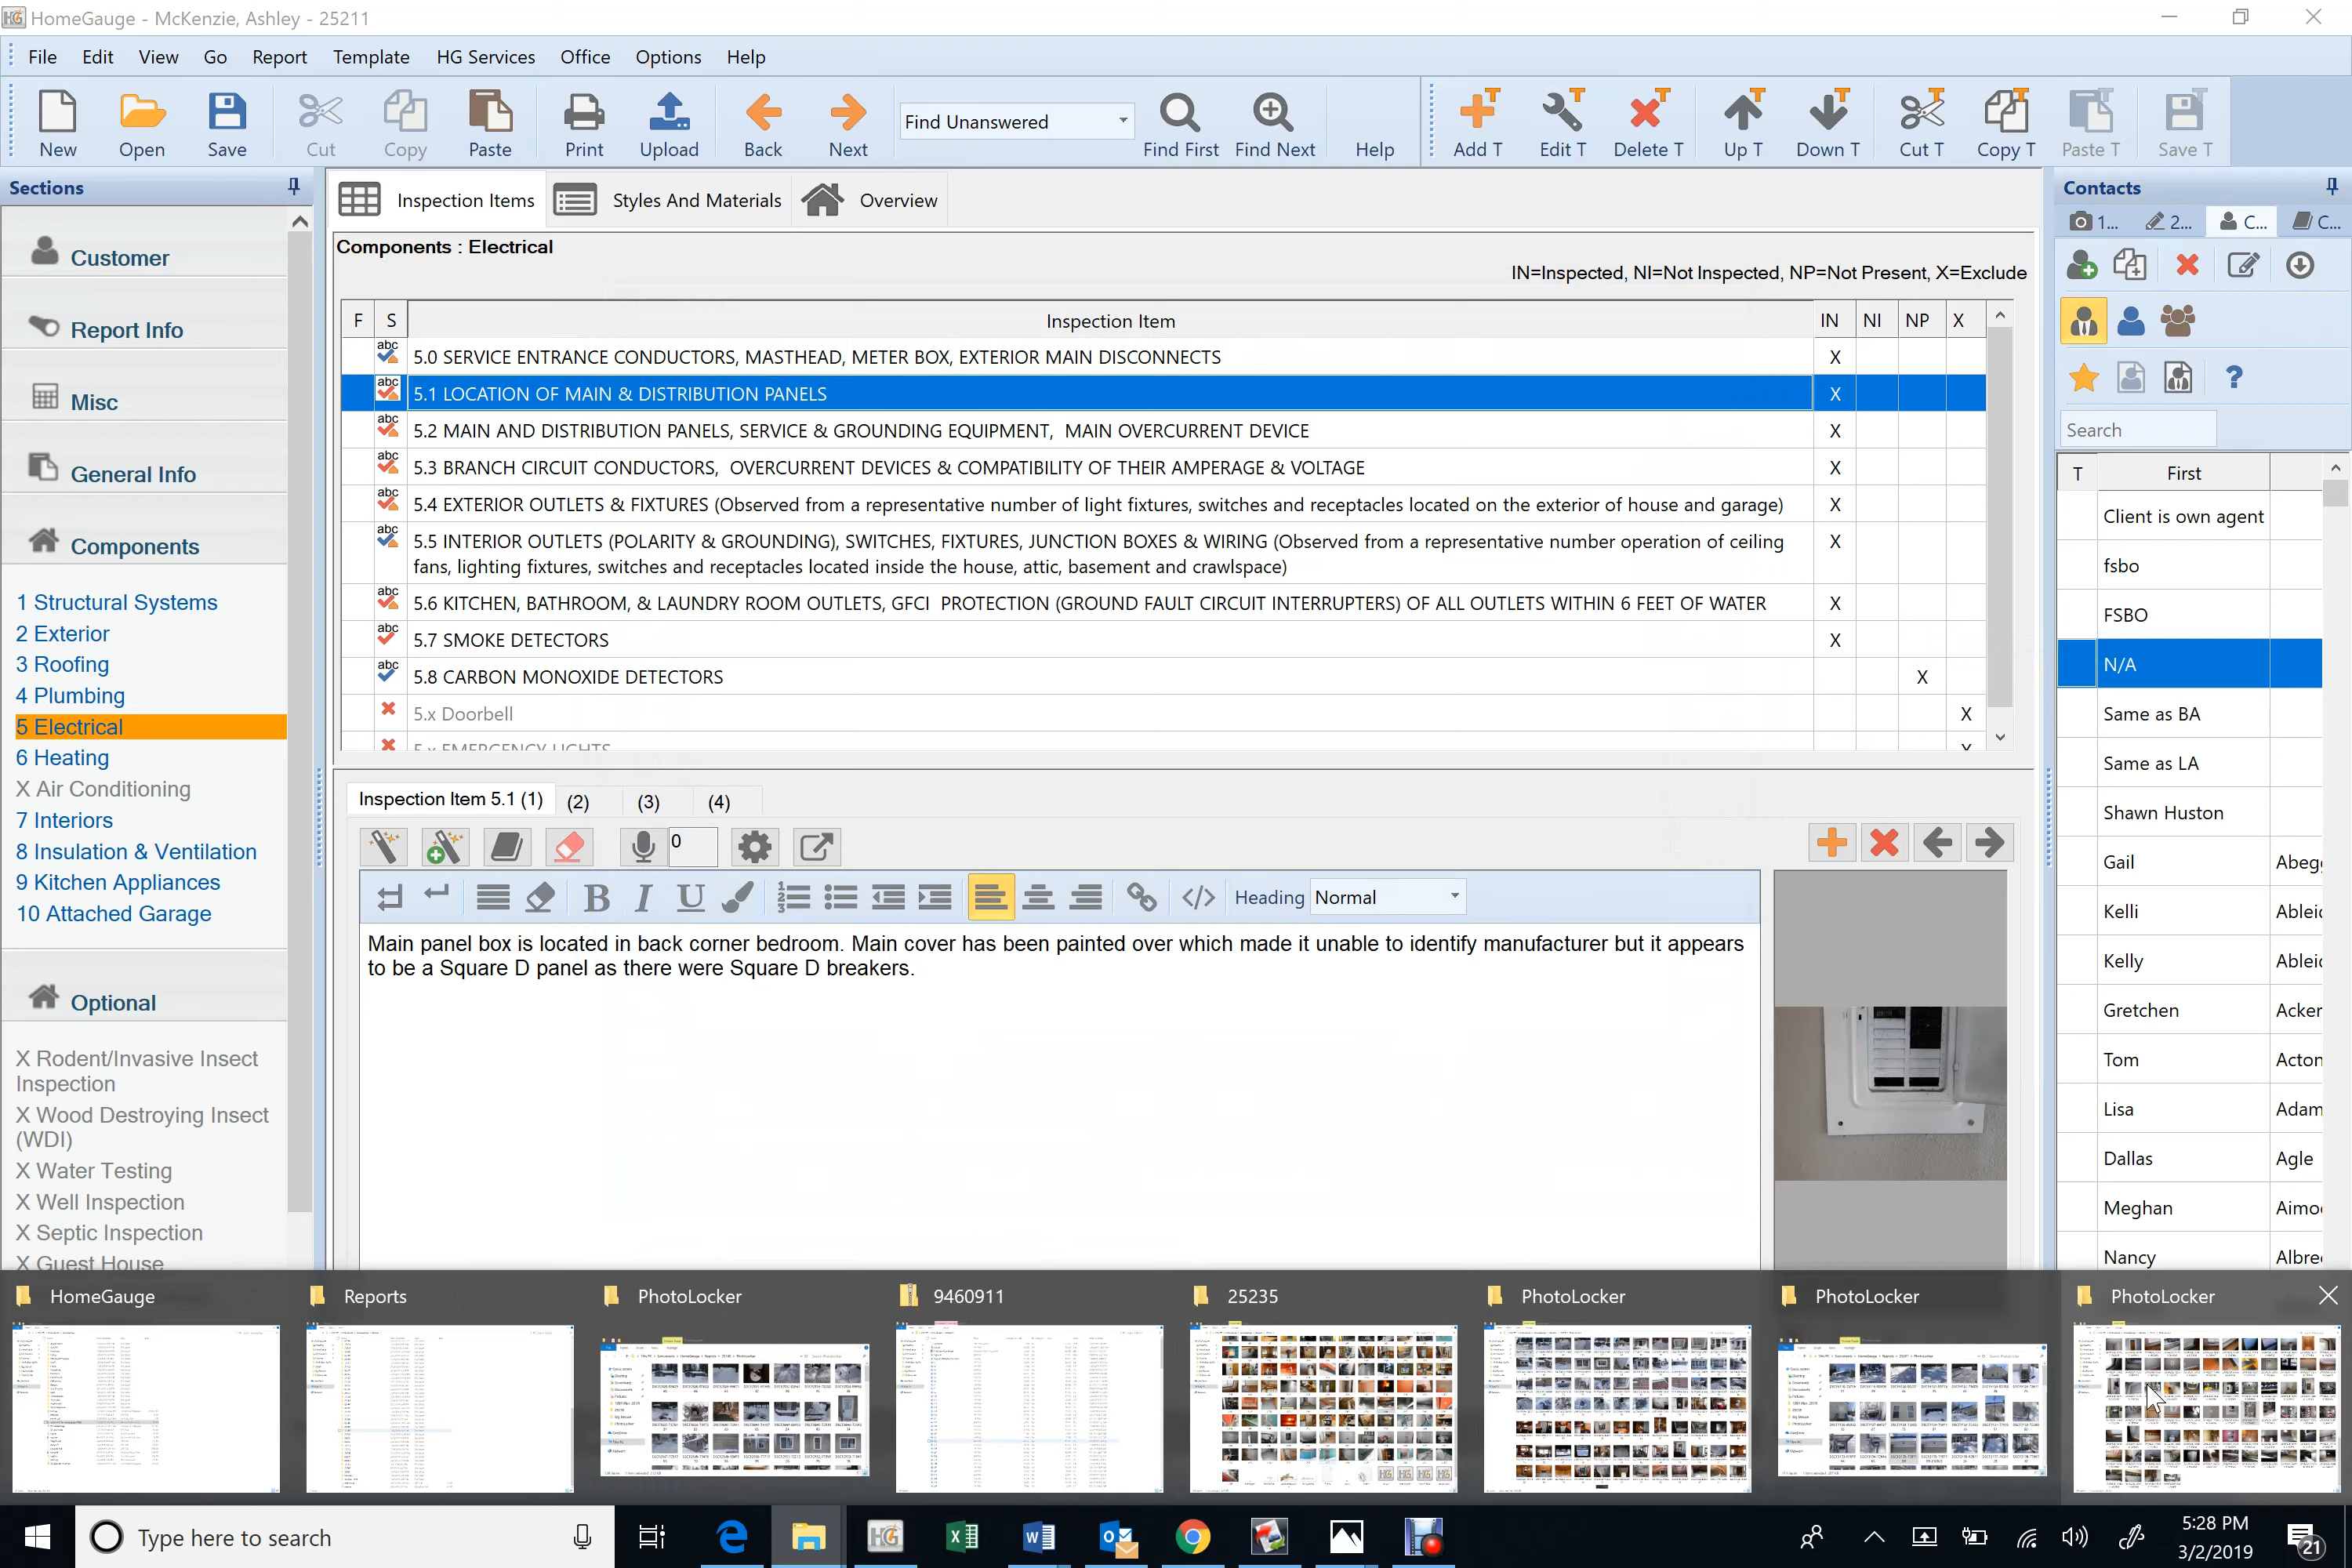 HomeGauge - McKenzie, Ashley - 25211
File Edit View Go Report Template HG Services Office Options Help
New Open Save Cut Copy Paste Print Upload Back Next Find Unanswered Find First Find Next Help Add T Edit T Delete T Up T Down T Cut T Copy T Paste T Save T
Sections
Customer
Report Info
Misc
General Info
Components
1 Structural Systems
2 Exterior
3 Roofing
4 Plumbing
5 Electrical
6 Heating
X Air Conditioning
7 Interiors
8 Insulation & Ventilation
9 Kitchen Appliances
10 Attached Garage
Optional
X Rodent/Invasive Insect
Inspection
X Wood Destroying Insect
(WDI)
X Water Testing
X Well Inspection
X Septic Inspection
X Guest House
Inspection Items Styles And Materials Overview
Components : Electrical
IN=Inspected, NI=Not Inspected, NP=Not Present, X=Exclude
F S Inspection Item IN NI NP X
abc 5.0 SERVICE ENTRANCE CONDUCTORS, MASTHEAD, METER BOX, EXTERIOR MAIN DISCONNECTS X
abc 5.1 LOCATION OF MAIN & DISTRIBUTION PANELS X
abc 5.2 MAIN AND DISTRIBUTION PANELS, SERVICE & GROUNDING EQUIPMENT, MAIN OVERCURRENT DEVICE X
abc 5.3 BRANCH CIRCUIT CONDUCTORS, OVERCURRENT DEVICES & COMPATIBILITY OF THEIR AMPERAGE & VOLTAGE X
abc 5.4 EXTERIOR OUTLETS & FIXTURES (Observed from a representative number of light fixtures, switches and receptacles located on the exterior of house and garage) X
abc 5.5 INTERIOR OUTLETS (POLARITY & GROUNDING), SWITCHES, FIXTURES, JUNCTION BOXES & WIRING (Observed from a representative number operation of ceiling X
fans, lighting fixtures, switches and receptacles located inside the house, attic, basement and crawlspace)
abc 5.6 KITCHEN, BATHROOM, & LAUNDRY ROOM OUTLETS, GFCI PROTECTION (GROUND FAULT CIRCUIT INTERRUPTERS) OF ALL OUTLETS WITHIN 6 FEET OF WATER X
abc 5.7 SMOKE DETECTORS X
abc 5.8 CARBON MONOXIDE DETECTORS X
5.x Doorbell X
5.x EMERGENCY LIGHTS X
Inspection Item 5.1 (1) (2) (3) (4)
0
B I U </> Heading Normal
Main panel box is located in back corner bedroom. Main cover has been painted over which made it unable to identify manufacturer but it appears
to be a Square D panel as there were Square D breakers.
Contacts
1... 2... C... C...
?
Search
T First
Client is own agent
fsbo
FSBO
N/A
Same as BA
Same as LA
Shawn Huston
Gail
Kelli
Kelly
Gretchen
Tom
Lisa
Dallas Agle
Meghan
Nancy
HomeGauge Reports PhotoLocker 9460911 25235 PhotoLocker PhotoLocker PhotoLocker
Type here to search
5:28 PM
3/2/2019
21